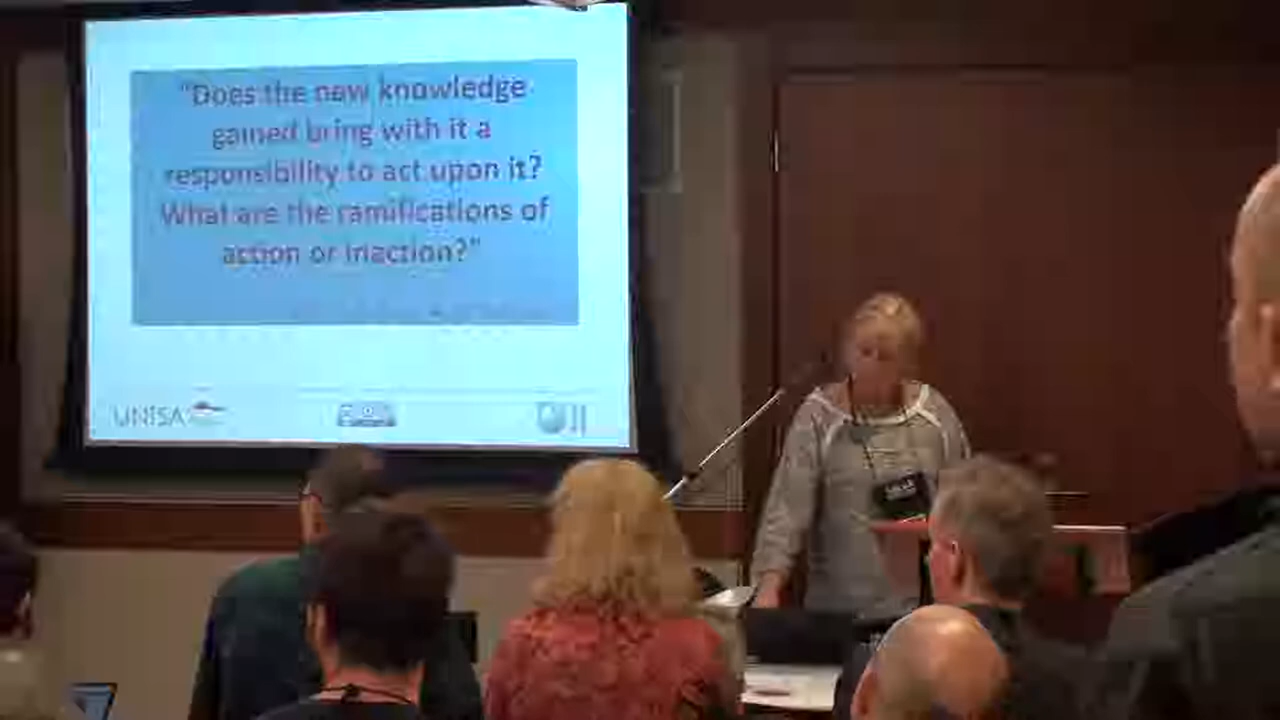 "Does the new knowledge
gained bring with it a
responsibility to act upon it?
What are the ramifications of
action or inaction?"
UNISA